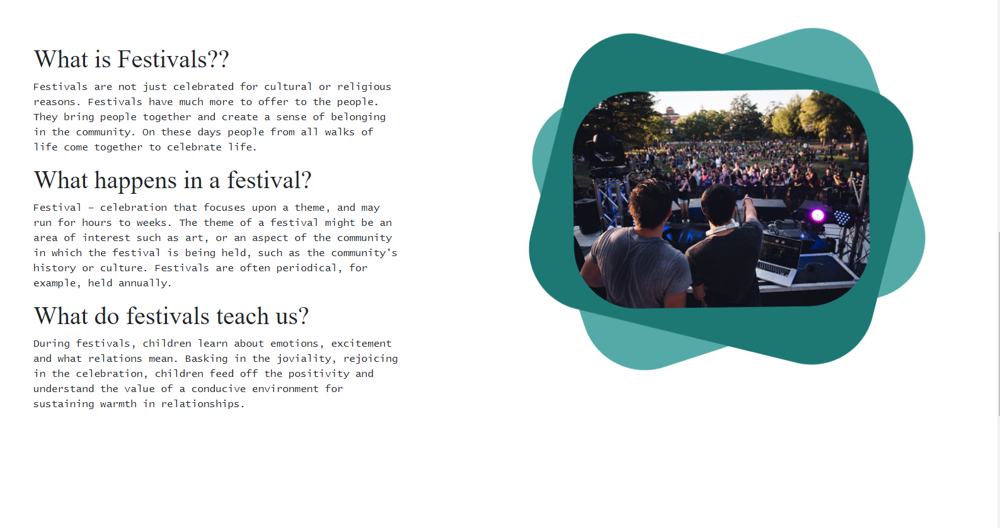 What is Festivals??
Festivals are not just celebrated for cultural or religious
reasons. Festivals have much more to offer to the people.
They bring people together and create a sense of belonging
in the community. On these days people from all walks of
life come together to celebrate life.
What happens in a festival?
Festival – celebration that focuses upon a theme, and may
run for hours to weeks. The theme of a festival might be an
area of interest such as art, or an aspect of the community
in which the festival is being held, such as the community's
history or culture. Festivals are often periodical, for
example, held annually.
What do festivals teach us?
During festivals, children learn about emotions, excitement
and what relations mean. Basking in the joviality, rejoicing
in the celebration, children feed off the positivity and
understand the value of a conducive environment for
sustaining warmth in relationships.